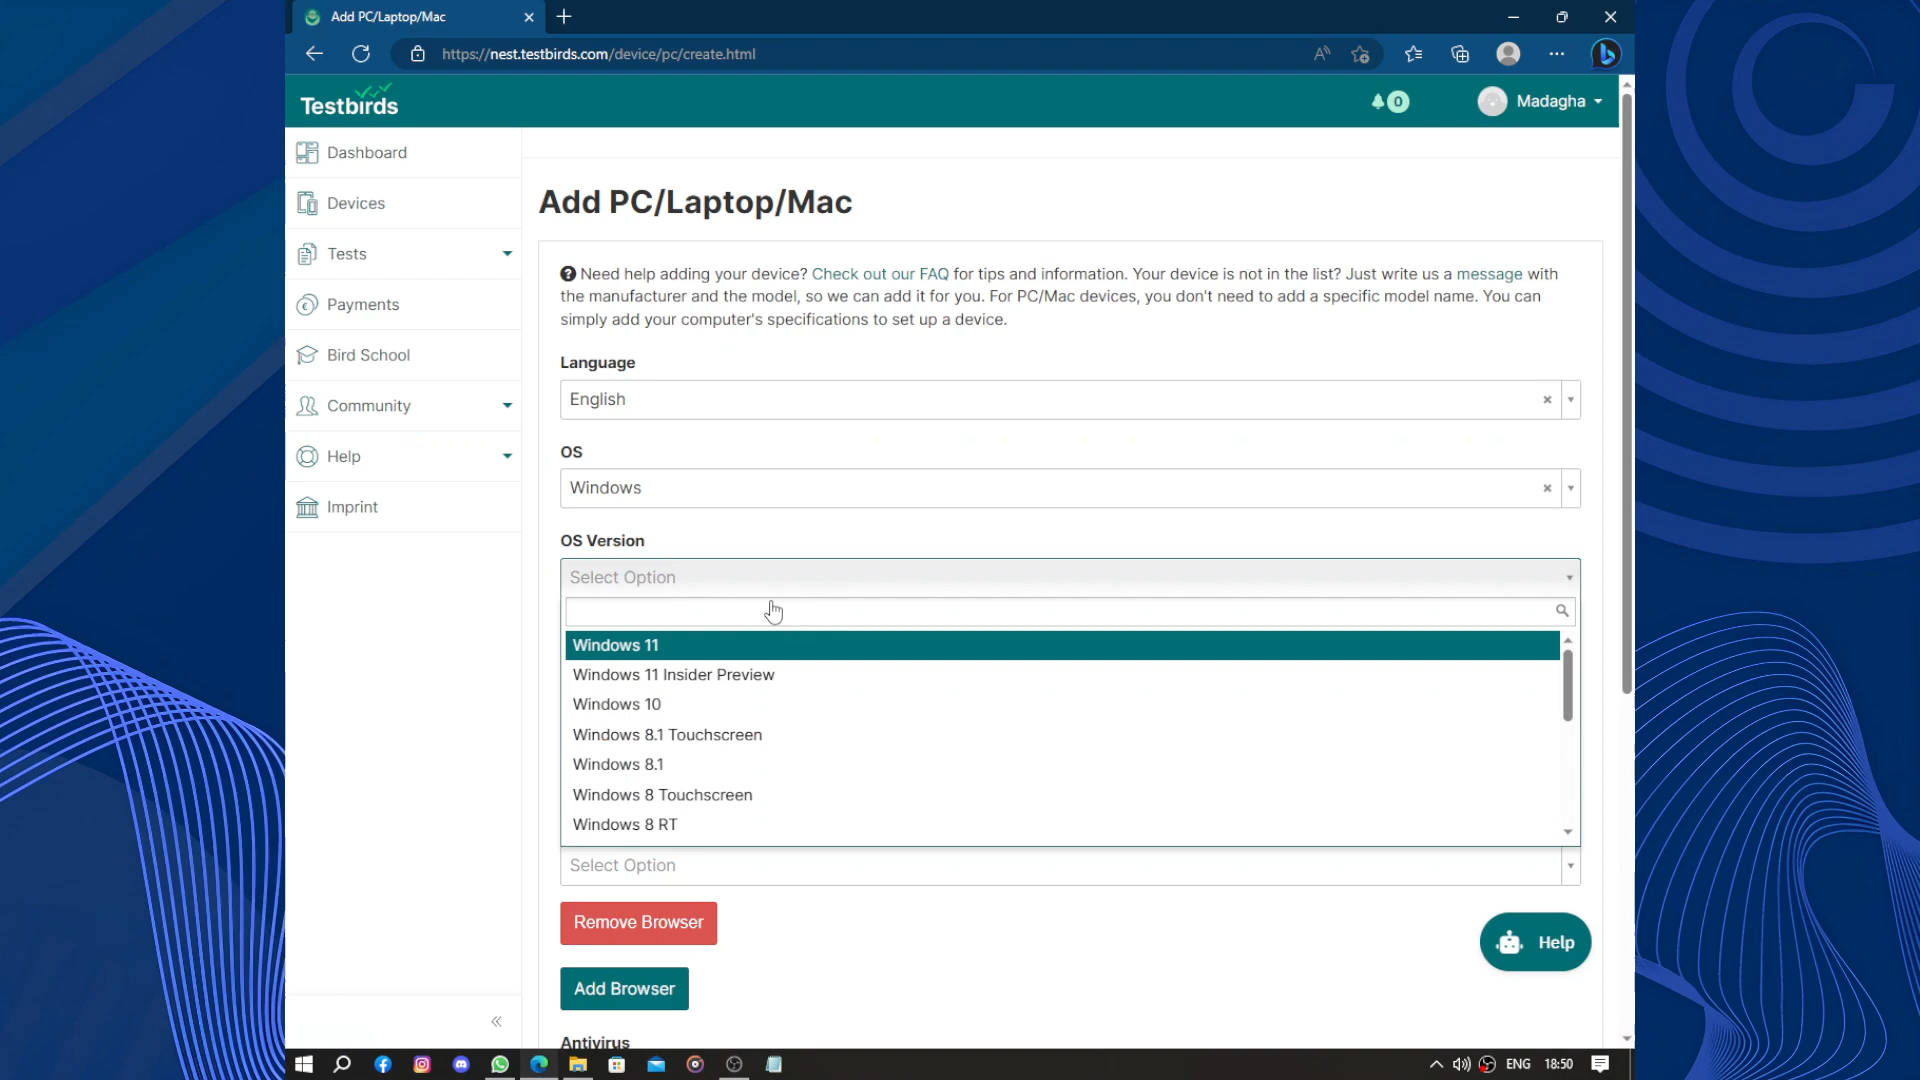 Add PC/Laptop/Mac
https://nest.testbirds.com/device/pc/create.html
Testbirds
0
Madagha
Dashboard
Devices
Tests
Payments
Bird School
Community
Help
Imprint
Add PC/Laptop/Mac
Need help adding your device? Check out our FAQ for tips and information. Your device is not in the list? Just write us a message with
the manufacturer and the model, so we can add it for you. For PC/Mac devices, you don't need to add a specific model name. You can
simply add your computer's specifications to set up a device.
Language
English
OS
Windows
OS Version
Select Option
Windows 11
Windows 11 Insider Preview
Windows 10
Windows 8.1 Touchscreen
Windows 8.1
Windows 8 Touchscreen
Windows 8 RT
Select Option
Remove Browser
Add Browser
Help
Antivirus
ENG 18:50